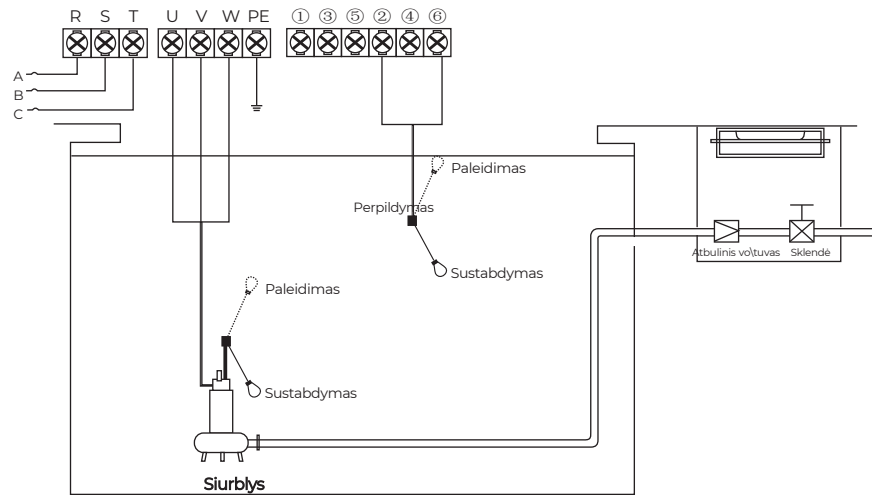 R S T U V W PE ① ③ ⑤ ② ④ ⑥
A
B
C
Paleidimas
Perpildymas
Atbulinis vo\tuvas Sklendė
Sustabdymas
Paleidimas
Sustabdymas
Siurblys